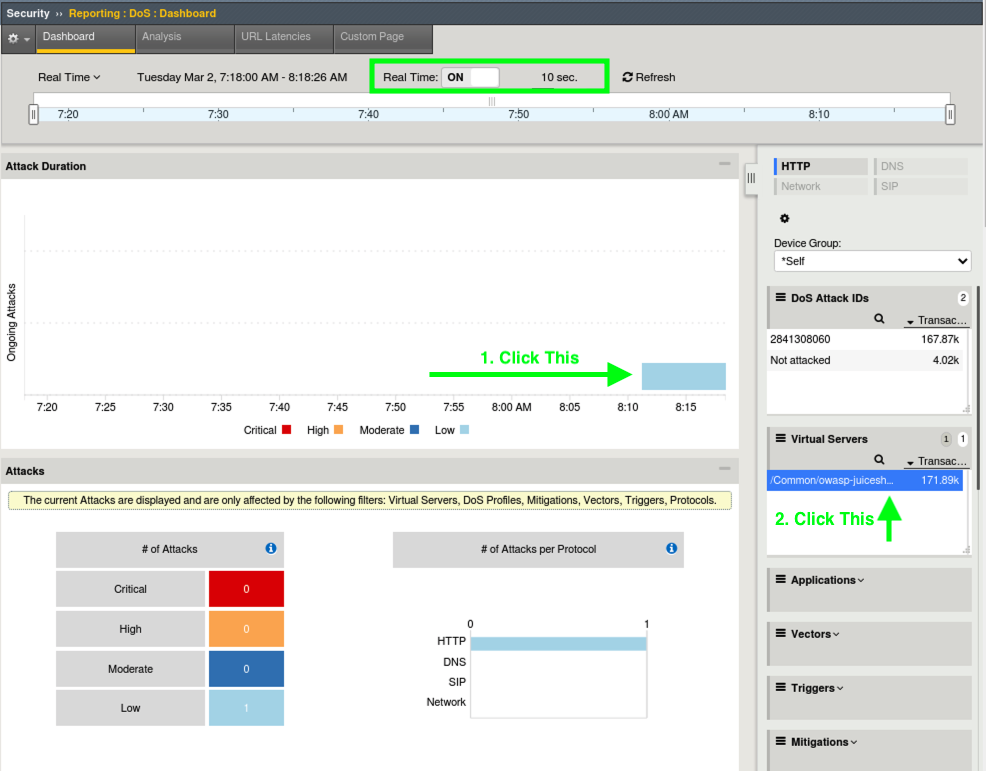 Security ›› Reporting : DoS : Dashboard
Dashboard Analysis URL Latencies Custom Page
Real Time Tuesday Mar 2, 7:18:00 AM - 8:18:26 AM Real Time: ON 10 sec. Refresh
7:20 7:30 7:40 7:50 8:00 AM 8:10
Attack Duration
Ongoing Attacks
1. Click This
7:20 7:25 7:30 7:35 7:40 7:45 7:50 7:55 8:00 AM 8:05 8:10 8:15
Critical High Moderate Low
Attacks
The current Attacks are displayed and are only affected by the following filters: Virtual Servers, DoS Profiles, Mitigations, Vectors, Triggers, Protocols.
# of Attacks
Critical 0
High 0
Moderate 0
Low 1
# of Attacks per Protocol
0 1
HTTP
DNS
SIP
Network
HTTP DNS
Network SIP
Device Group:
*Self
DoS Attack IDs 2
Transac...
2841308060 167.87k
Not attacked 4.02k
Virtual Servers 1 1
Transac...
/Common/owasp-juicesh... 171.89k
2. Click This
Applications
Vectors
Triggers
Mitigations